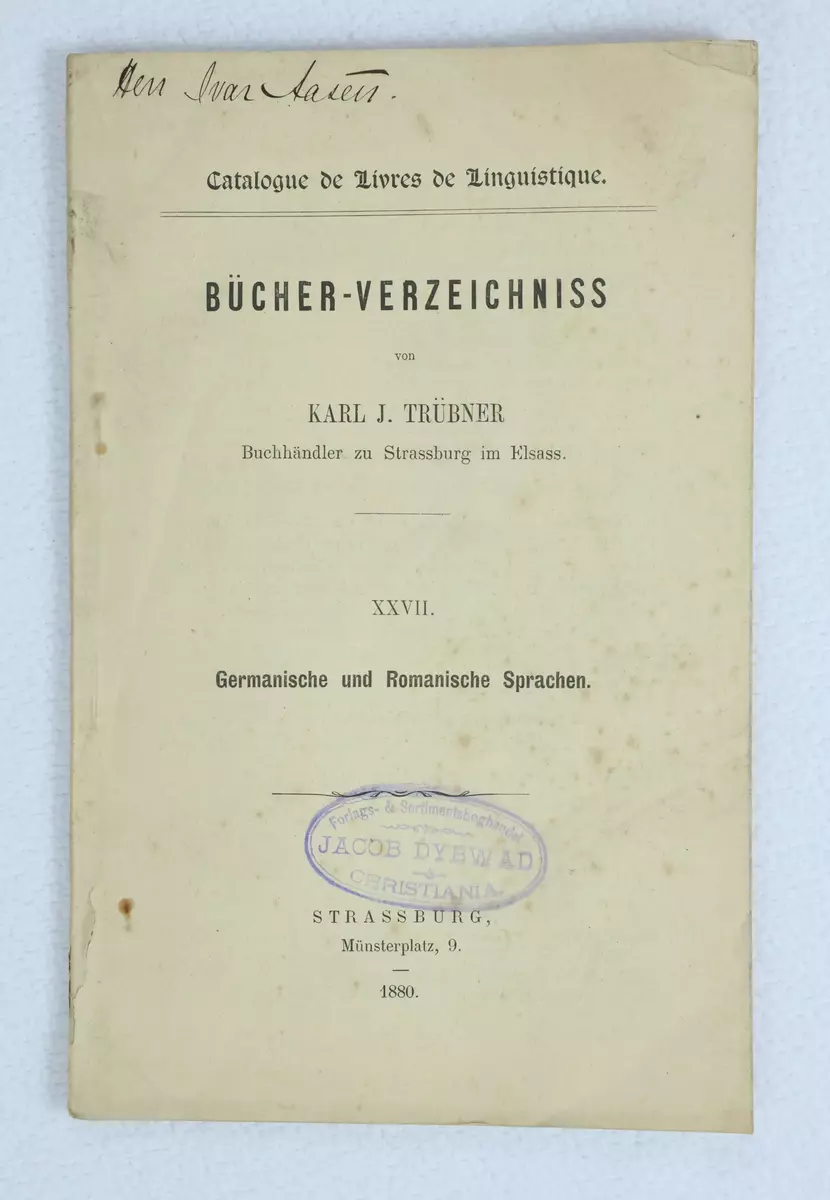 Herr Ivar Aasen.
Catalogue de Livres de Linguistique.
BÜCHER-VERZEICHNISS
von
KARL J. TRÜBNER
Buchhändler zu Strassburg im Elsass.
XXVII.
Germanische und Romanische Sprachen.
Forlags- & Sortimentsboghandel
JACOB DYBWAD
CHRISTIANIA.
STRASSBURG,
Münsterplatz, 9.
1880.